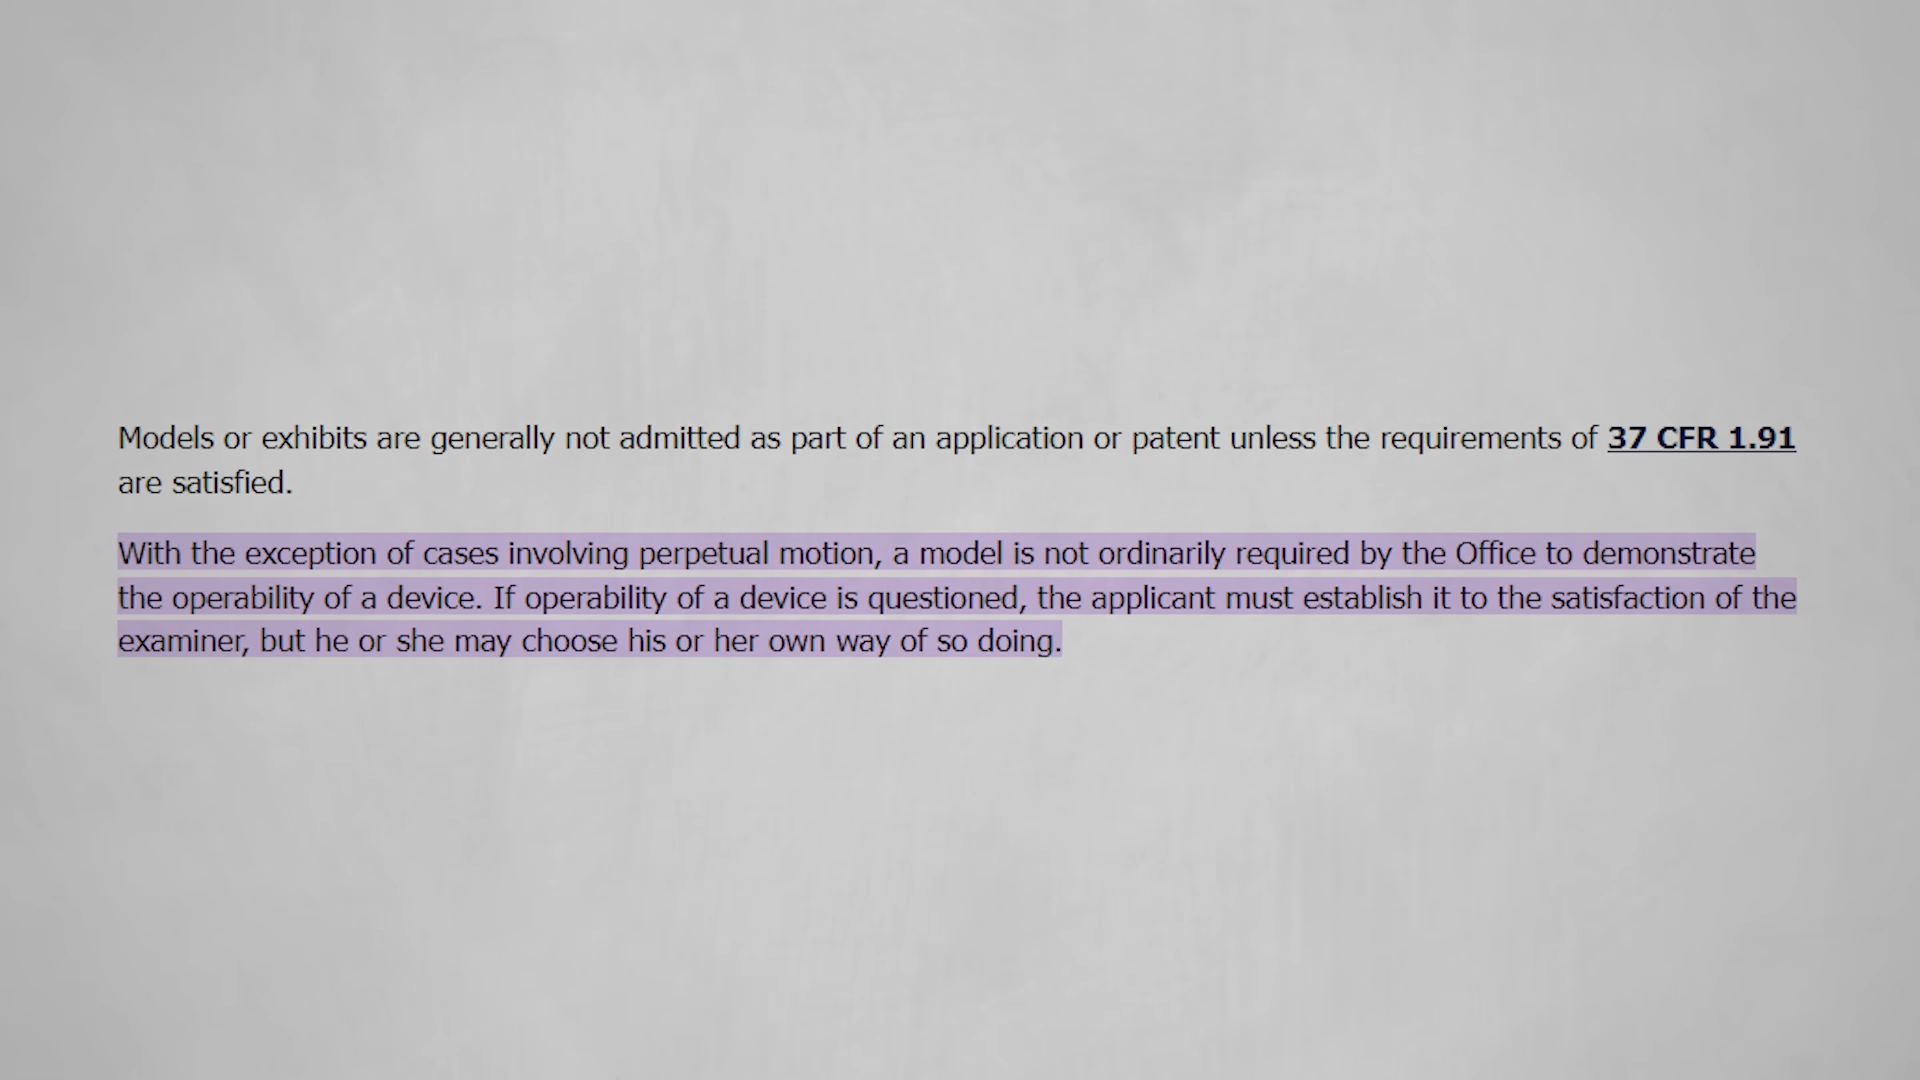 Models or exhibits are generally not admitted as part of an application or patent unless the requirements of 37 CFR 1.91
are satisfied.
With the exception of cases involving perpetual motion, a model is not ordinarily required by the Office to demonstrate
the operability of a device. If operability of a device is questioned, the applicant must establish it to the satisfaction of the
examiner, but he or she may choose his or her own way of so doing.